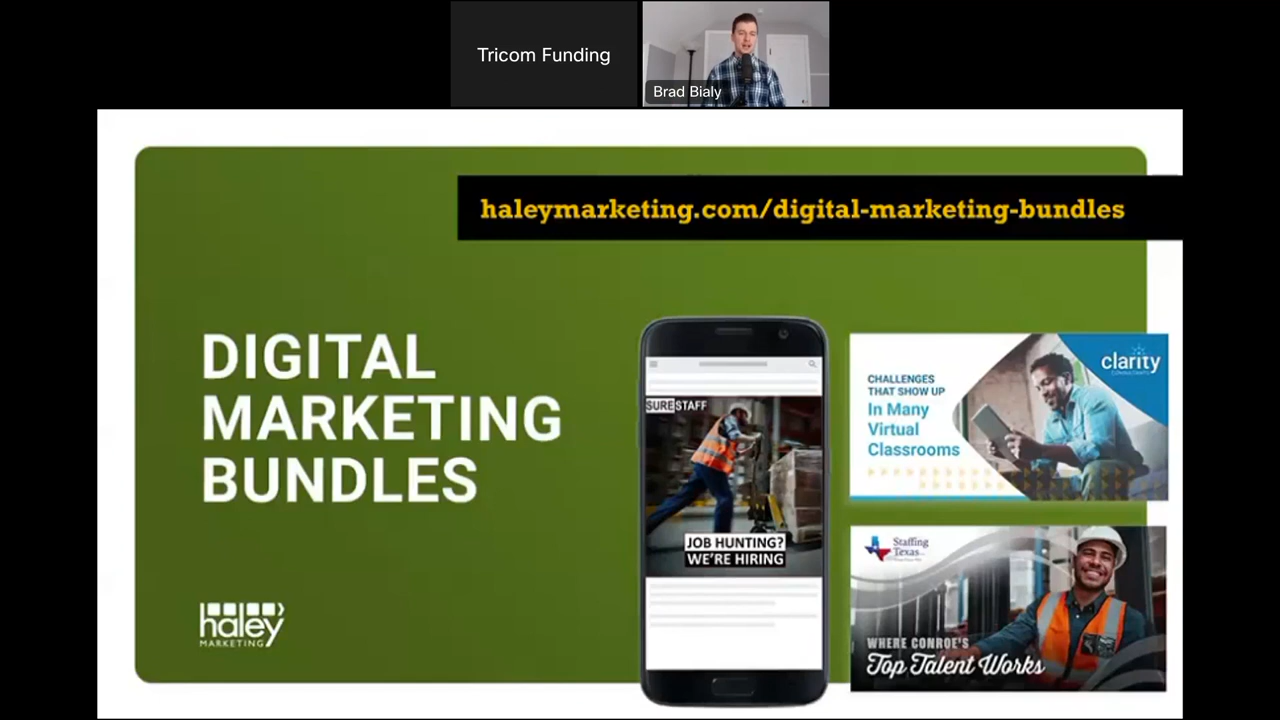 Tricom Funding
Brad Bialy
haleymarketing.com/digital-marketing-bundles
DIGITAL
MARKETING
BUNDLES
haley
MARKETING
SURESTAFF
JOB HUNTING?
WE'RE HIRING
clarity
CONSULTANTS
CHALLENGES
THAT SHOW UP
In Many
Virtual
Classrooms
Staffing
Texas
WHERE CONROE'S
Top Talent Works